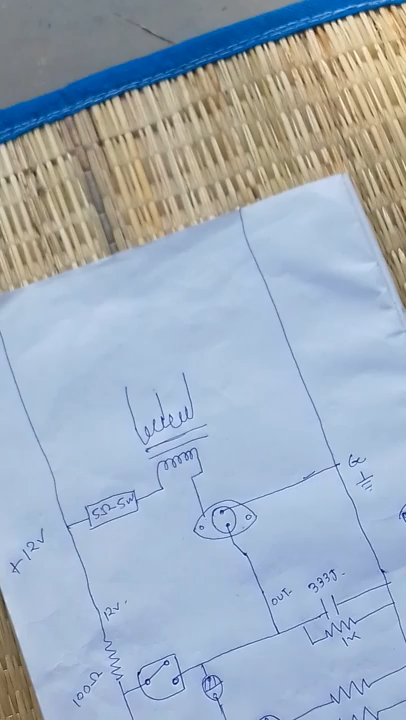 5Ω 5W
+12V
G
OUT-
333J-
12V-
1K
100Ω